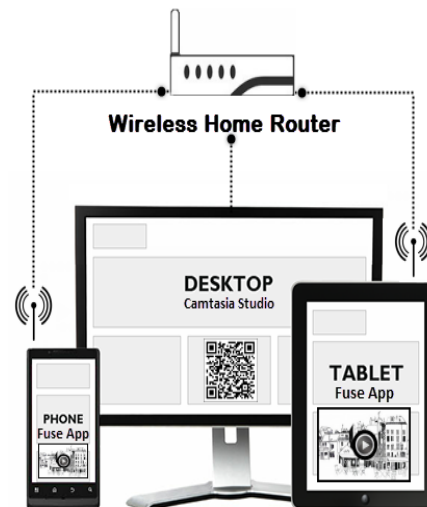 Wireless Home Router
DESKTOP
Camtasia Studio
TABLET
Fuse App
PHONE
Fuse App